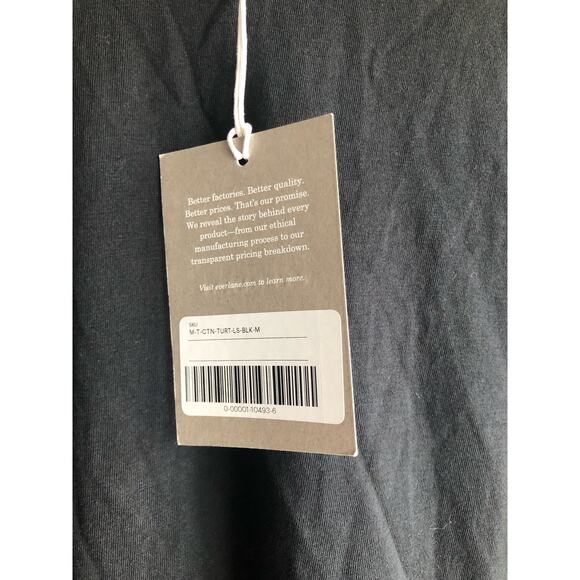 Better factories. Better quality.
Better prices. That's our promise.
We reveal the story behind every
product—from our ethical
manufacturing process to our
transparent pricing breakdown.
Visit everlane.com to learn more.
SKU
M-T-CTN-TURT-LS-BLK-M
0-00001-10493-6